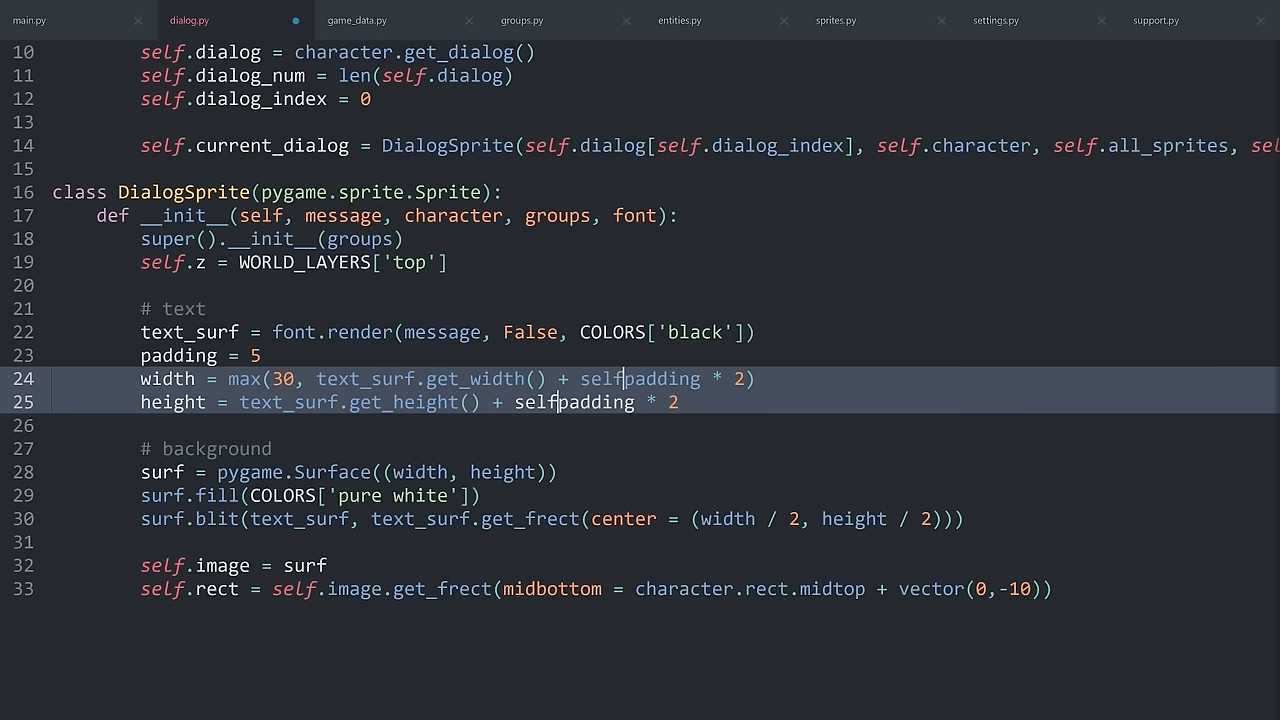 main.py dialog.py game_data.py groups.py entities.py sprites.py settings.py support.py
10 self.dialog = character.get_dialog()
11 self.dialog_num = len(self.dialog)
12 self.dialog_index = 0
13
14 self.current_dialog = DialogSprite(self.dialog[self.dialog_index], self.character, self.all_sprites, sel
15
16 class DialogSprite(pygame.sprite.Sprite):
17 def __init__(self, message, character, groups, font):
18 super().__init__(groups)
19 self.z = WORLD_LAYERS['top']
20
21 # text
22 text_surf = font.render(message, False, COLORS['black'])
23 padding = 5
24 width = max(30, text_surf.get_width() + selfpadding * 2)
25 height = text_surf.get_height() + selfpadding * 2
26
27 # background
28 surf = pygame.Surface((width, height))
29 surf.fill(COLORS['pure white'])
30 surf.blit(text_surf, text_surf.get_frect(center = (width / 2, height / 2)))
31
32 self.image = surf
33 self.rect = self.image.get_frect(midbottom = character.rect.midtop + vector(0,-10))